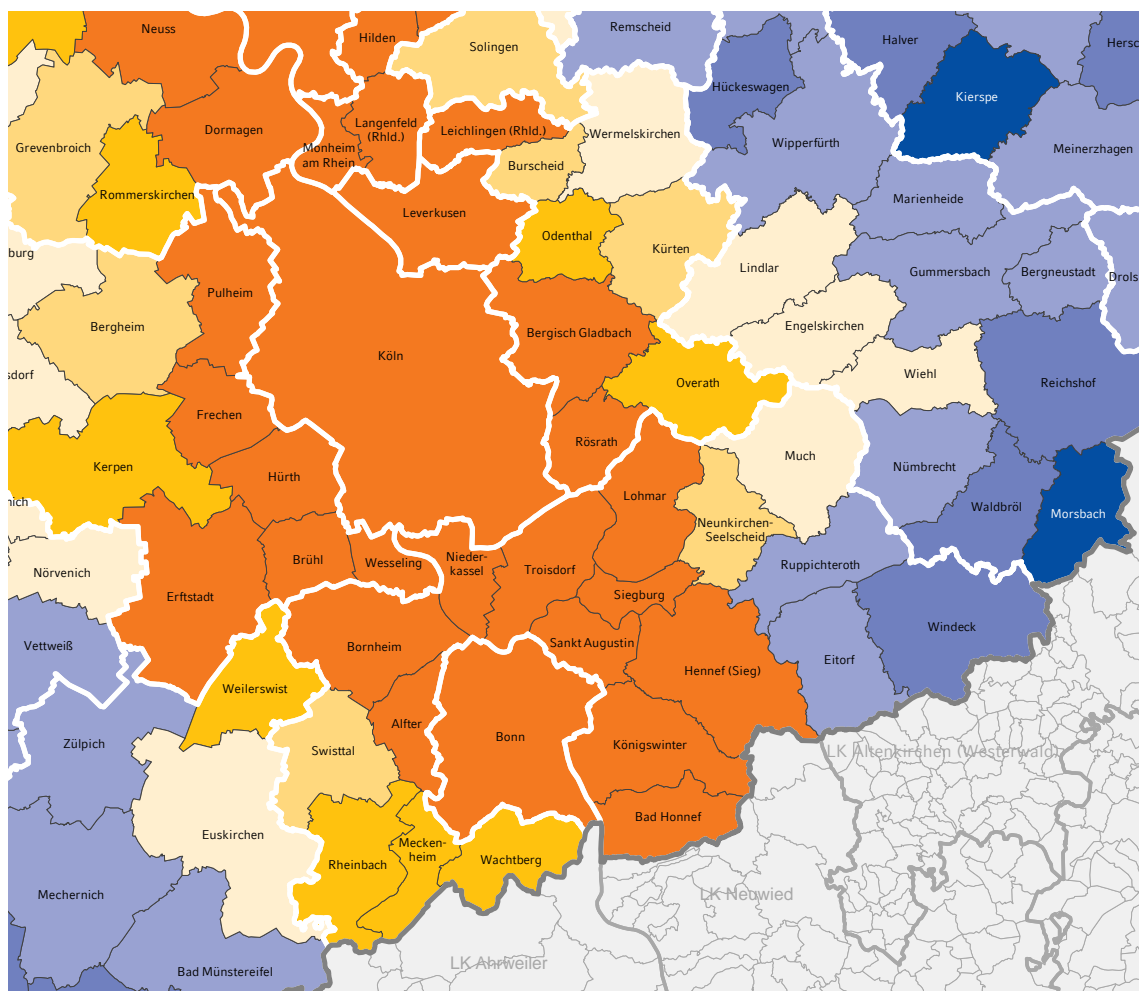 Neuss
Hilden
Solingen
Remscheid
Halver
Hersc
Hückeswagen
Kierspe
Dormagen
Langenfeld
(Rhld.)
Leichlingen (Rhld.)
Wermelskirchen
Grevenbroich
Monheim
am Rhein
Burscheid
Wipperfürth
Meinerzhagen
Rommerskirchen
Leverkusen
Marienheide
Odenthal
Kürten
burg
Lindlar
Gummersbach
Bergneustadt
Drols
Pulheim
Bergheim
Bergisch Gladbach
Engelskirchen
Köln
sdorf
Wiehl
Overath
Reichshof
Frechen
Rösrath
Much
Kerpen
Hürth
Nümbrecht
nich
Lohmar
Waldbröl
Morsbach
Neunkirchen-
Seelscheid
Nörvenich
Brühl
Wesseling
Nieder-
kassel
Troisdorf
Ruppichteroth
Erftstadt
Siegburg
Windeck
Vettweiß
Bornheim
Sankt Augustin
Hennef (Sieg)
Eitorf
Weilerswist
Alfter
Zülpich
Swisttal
Bonn
Königswinter
LK Altenkirchen (Westerwald)
Euskirchen
Bad Honnef
Mecken-
heim
Rheinbach
Wachtberg
Mechernich
LK Neuwied
Bad Münstereifel
LK Ahrweiler